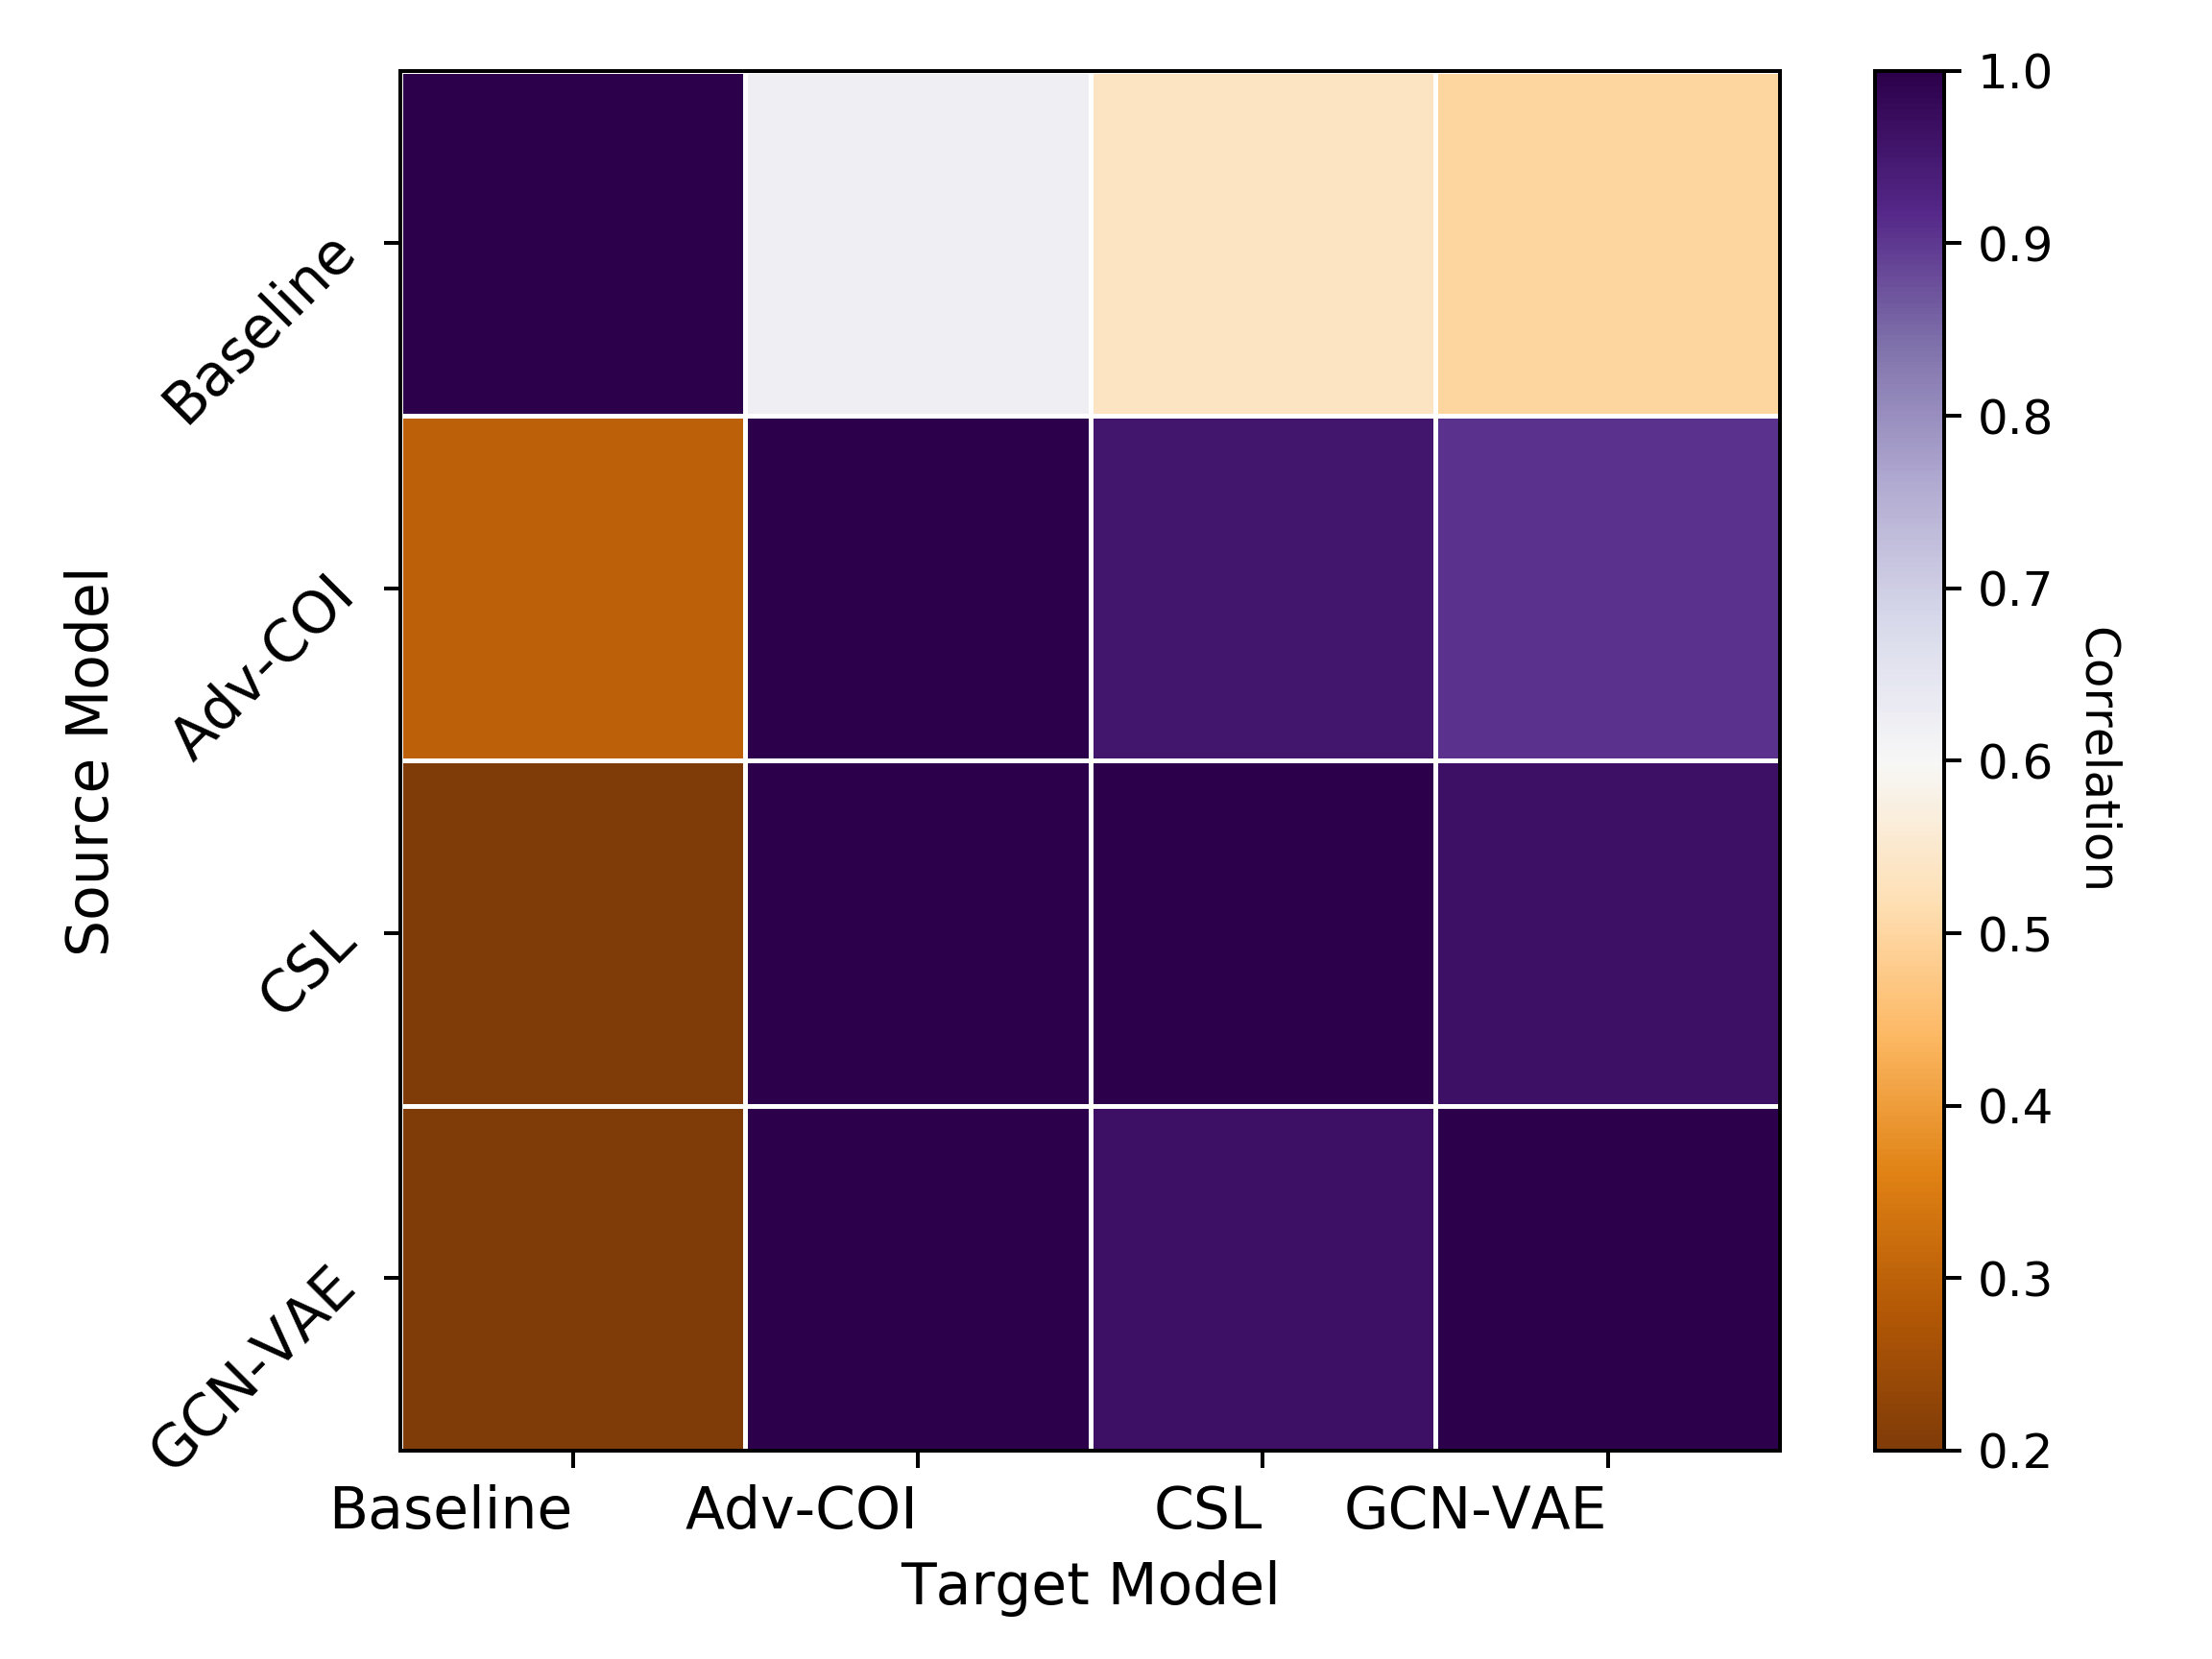 Source Model
Baseline
Adv-COI
CSL
GCN-VAE
Baseline Adv-COI CSL GCN-VAE
Target Model
1.0
0.9
0.8
0.7
0.6
0.5
0.4
0.3
0.2
Correlation